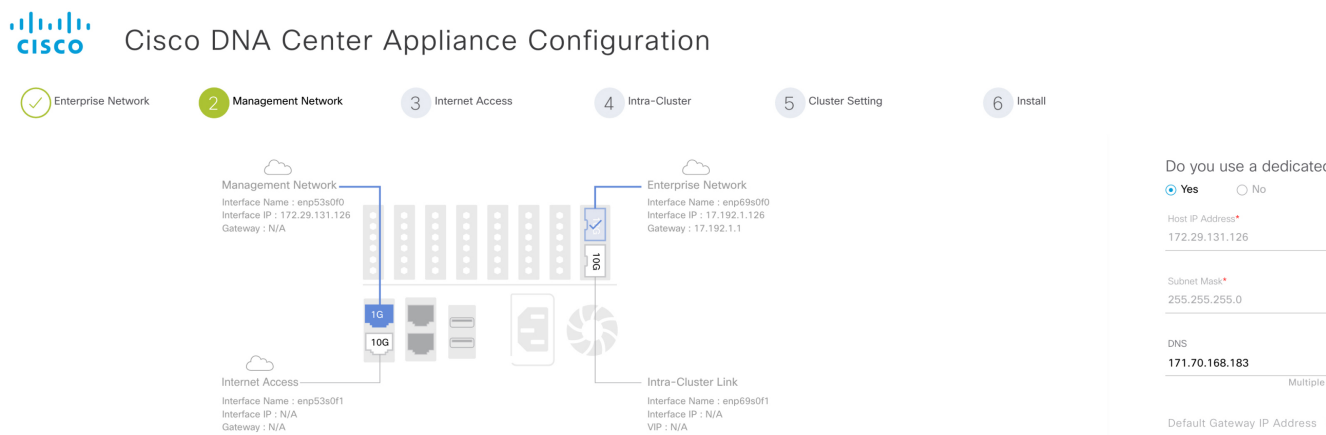 CISCO
Cisco DNA Center Appliance Configuration
Enterprise Network
2 Management Network
3 Internet Access
4 Intra-Cluster
5 Cluster Setting
6 Install
Management Network
Interface Name : enp53s0f0
Interface IP : 172.29.131.126
Gateway : N/A
Enterprise Network
Interface Name : enp69s0f0
Interface IP : 17.192.1.126
Gateway : 17.192.1.1
10G
1G
10G
Internet Access
Interface Name : enp53s0f1
Interface IP : N/A
Gateway : N/A
Intra-Cluster Link
Interface Name : enp69s0f1
Interface IP : N/A
VIP : N/A
Do you use a dedicated
Yes
No
Host IP Address*
172.29.131.126
Subnet Mask*
255.255.255.0
DNS
171.70.168.183
Multiple
Default Gateway IP Address